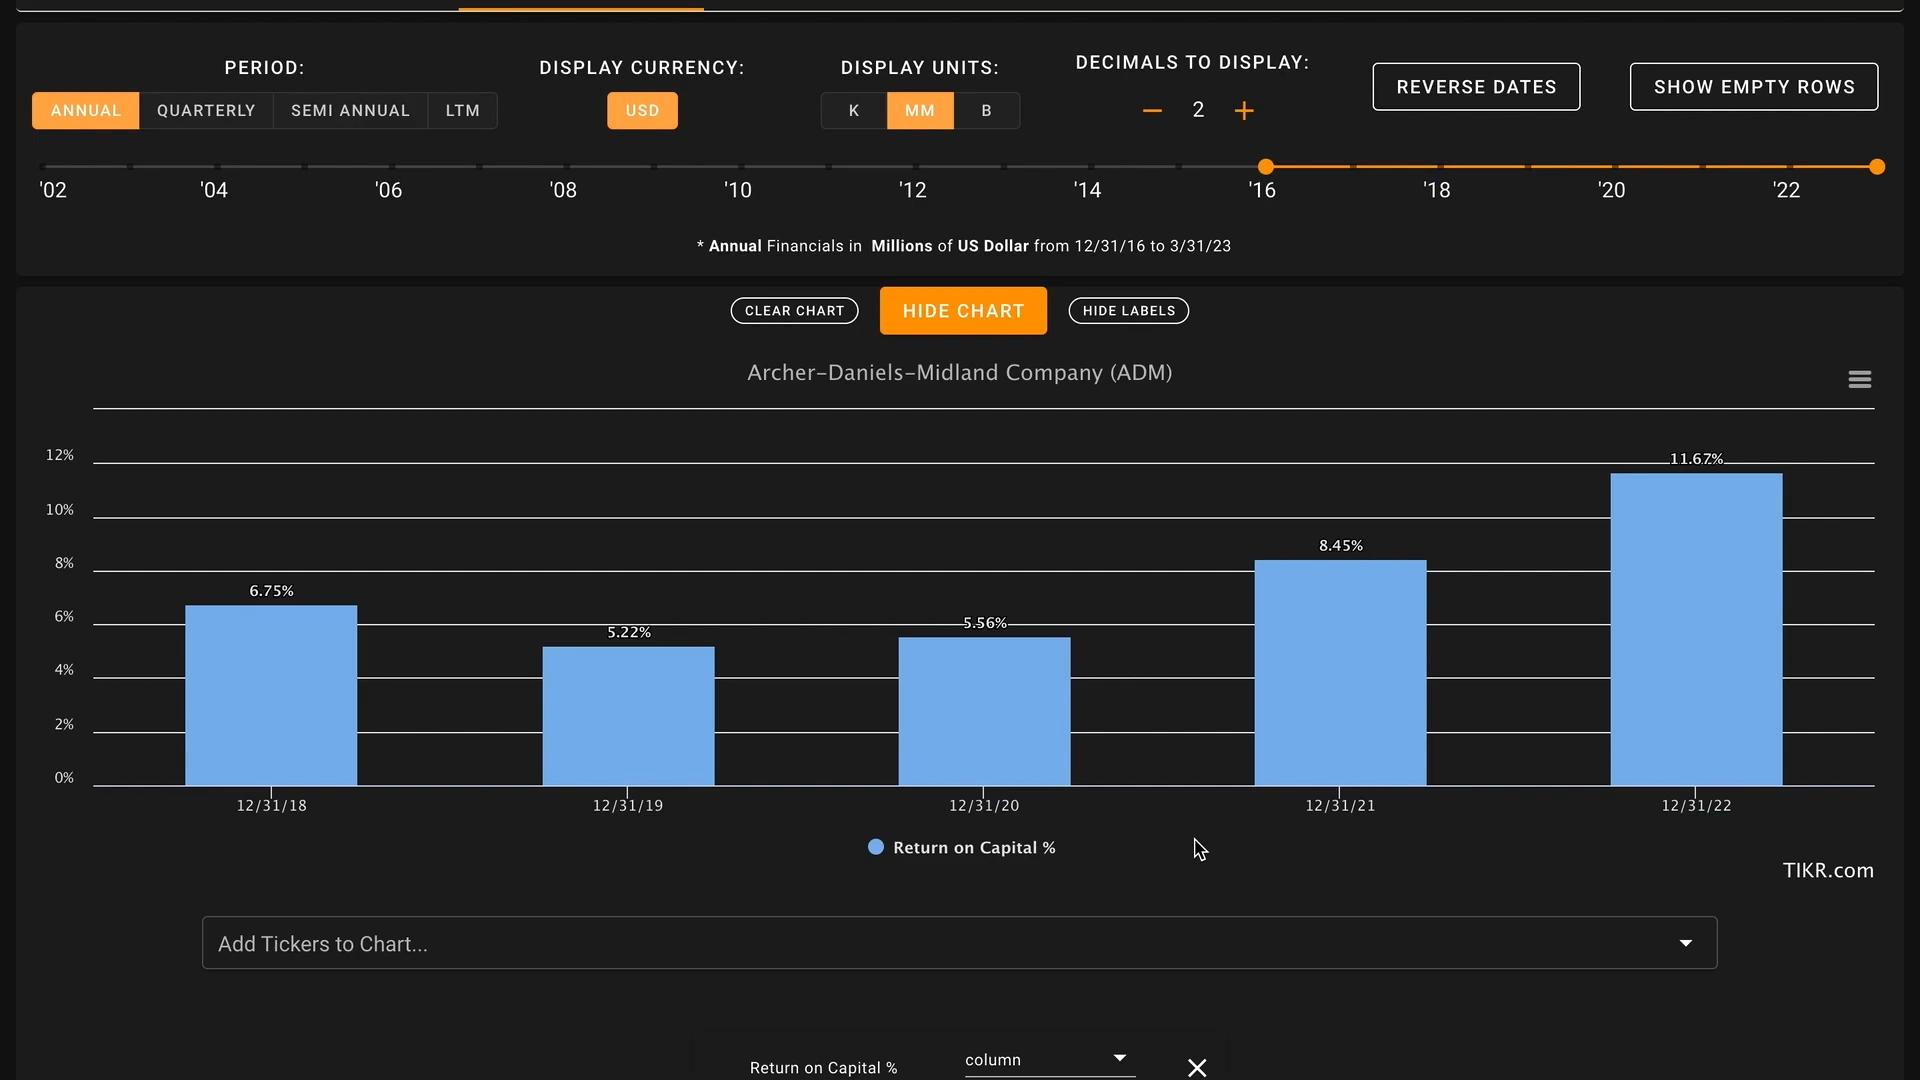 PERIOD:
ANNUAL QUARTERLY SEMI ANNUAL LTM
DISPLAY CURRENCY:
USD
DISPLAY UNITS:
K MM B
DECIMALS TO DISPLAY:
2
REVERSE DATES
SHOW EMPTY ROWS
'02 '04 '06 '08 '10 '12 '14 '16 '18 '20 '22
* Annual Financials in Millions of US Dollar from 12/31/16 to 3/31/23
CLEAR CHART HIDE CHART HIDE LABELS
Archer-Daniels-Midland Company (ADM)
12%
10%
8%
6%
4%
2%
0%
6.75%
5.22%
5.56%
8.45%
11.67%
12/31/18 12/31/19 12/31/20 12/31/21 12/31/22
Return on Capital %
TIKR.com
Add Tickers to Chart...
Return on Capital % column